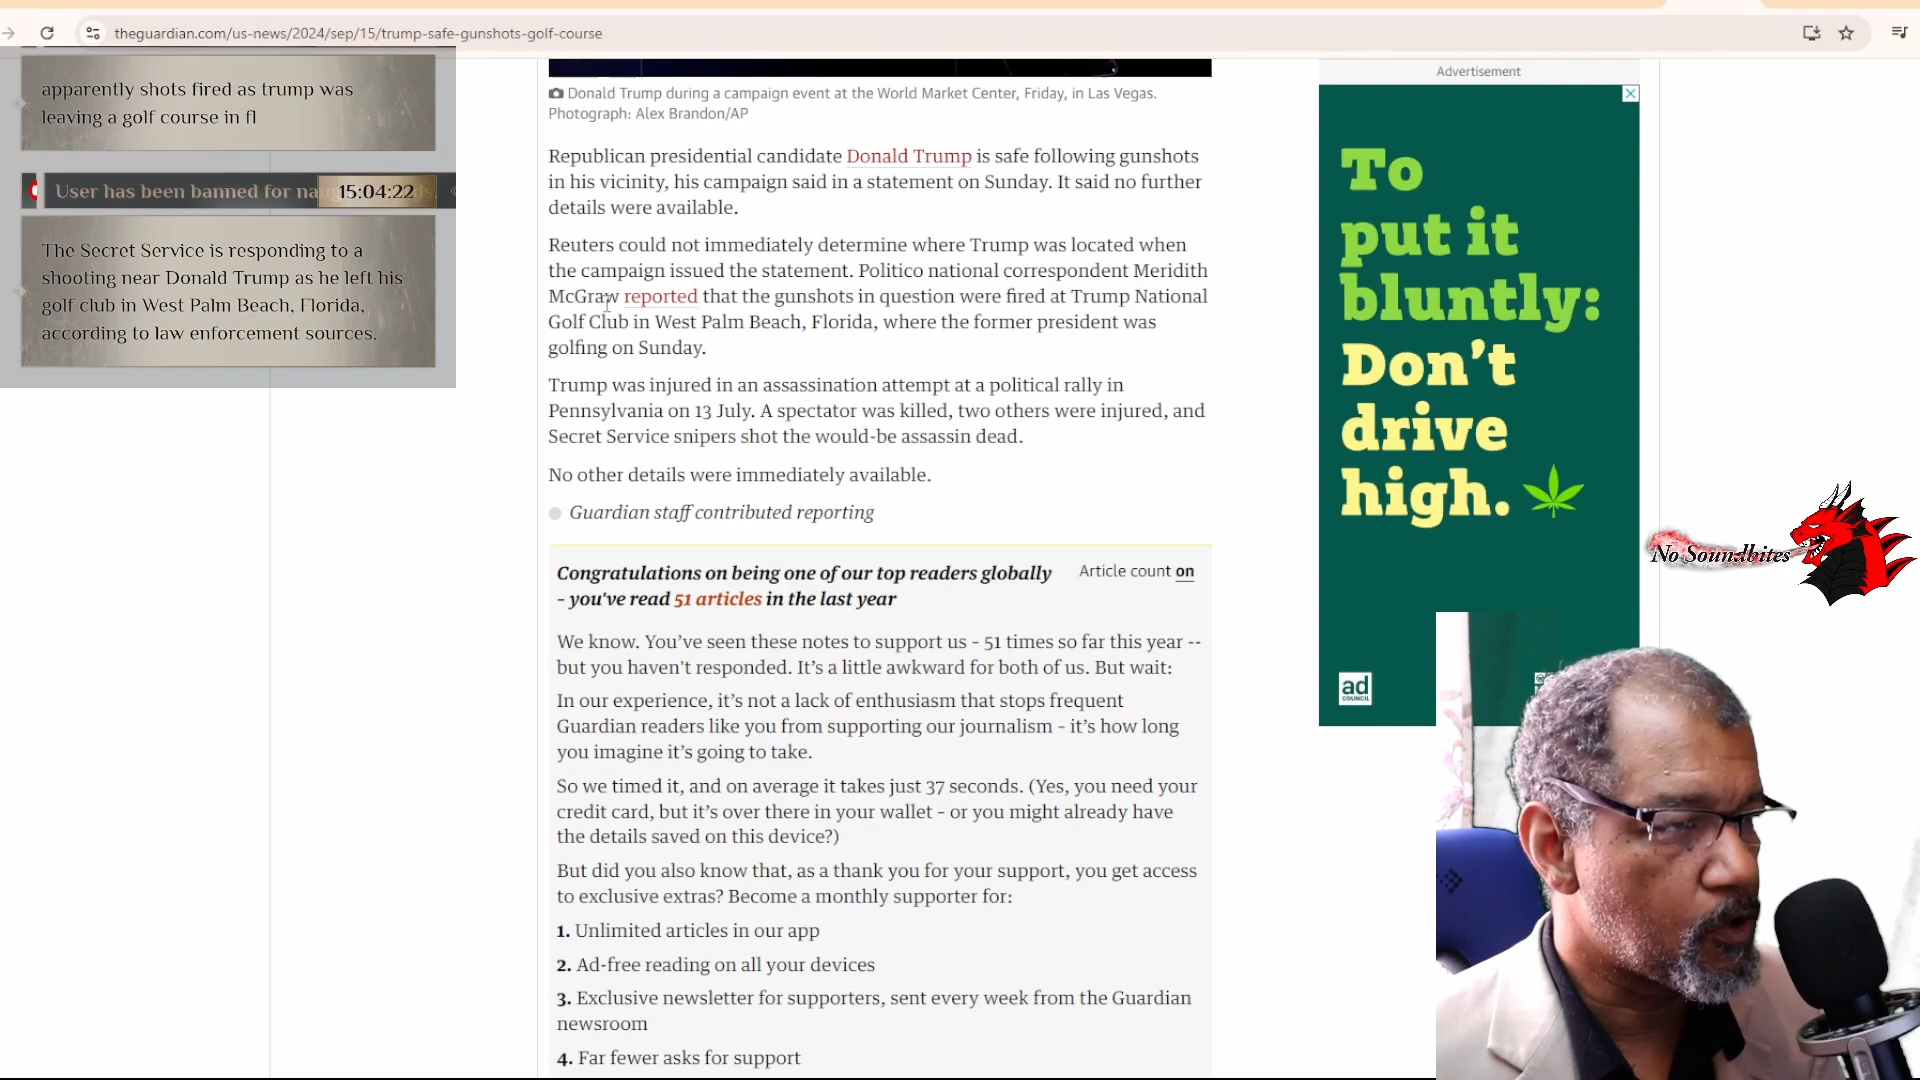 theguardian.com/us-news/2024/sep/15/trump-safe-gunshots-golf-course
apparently shots fired as trump was
leaving a golf course in fl
User has been banned for
15:04:22
The Secret Service is responding to a
shooting near Donald Trump as he left his
golf club in West Palm Beach, Florida,
according to law enforcement sources.
Donald Trump during a campaign event at the World Market Center, Friday, in Las Vegas.
Photograph: Alex Brandon/AP
Republican presidential candidate Donald Trump is safe following gunshots
in his vicinity, his campaign said in a statement on Sunday. It said no further
details were available.
Reuters could not immediately determine where Trump was located when
the campaign issued the statement. Politico national correspondent Meridith
McGraw reported that the gunshots in question were fired at Trump National
Golf Club in West Palm Beach, Florida, where the former president was
golfing on Sunday.
Trump was injured in an assassination attempt at a political rally in
Pennsylvania on 13 July. A spectator was killed, two others were injured, and
Secret Service snipers shot the would-be assassin dead.
No other details were immediately available.
Guardian staff contributed reporting
Congratulations on being one of our top readers globally
– you've read 51 articles in the last year
Article count on
We know. You've seen these notes to support us – 51 times so far this year --
but you haven't responded. It's a little awkward for both of us. But wait:
In our experience, it's not a lack of enthusiasm that stops frequent
Guardian readers like you from supporting our journalism – it's how long
you imagine it's going to take.
So we timed it, and on average it takes just 37 seconds. (Yes, you need your
credit card, but it's over there in your wallet – or you might already have
the details saved on this device?)
But did you also know that, as a thank you for your support, you get access
to exclusive extras? Become a monthly supporter for:
1. Unlimited articles in our app
2. Ad-free reading on all your devices
3. Exclusive newsletter for supporters, sent every week from the Guardian
newsroom
4. Far fewer asks for support
Advertisement
To
put it
bluntly:
Don't
drive
high.
ad
COUNCIL
No Soundbites